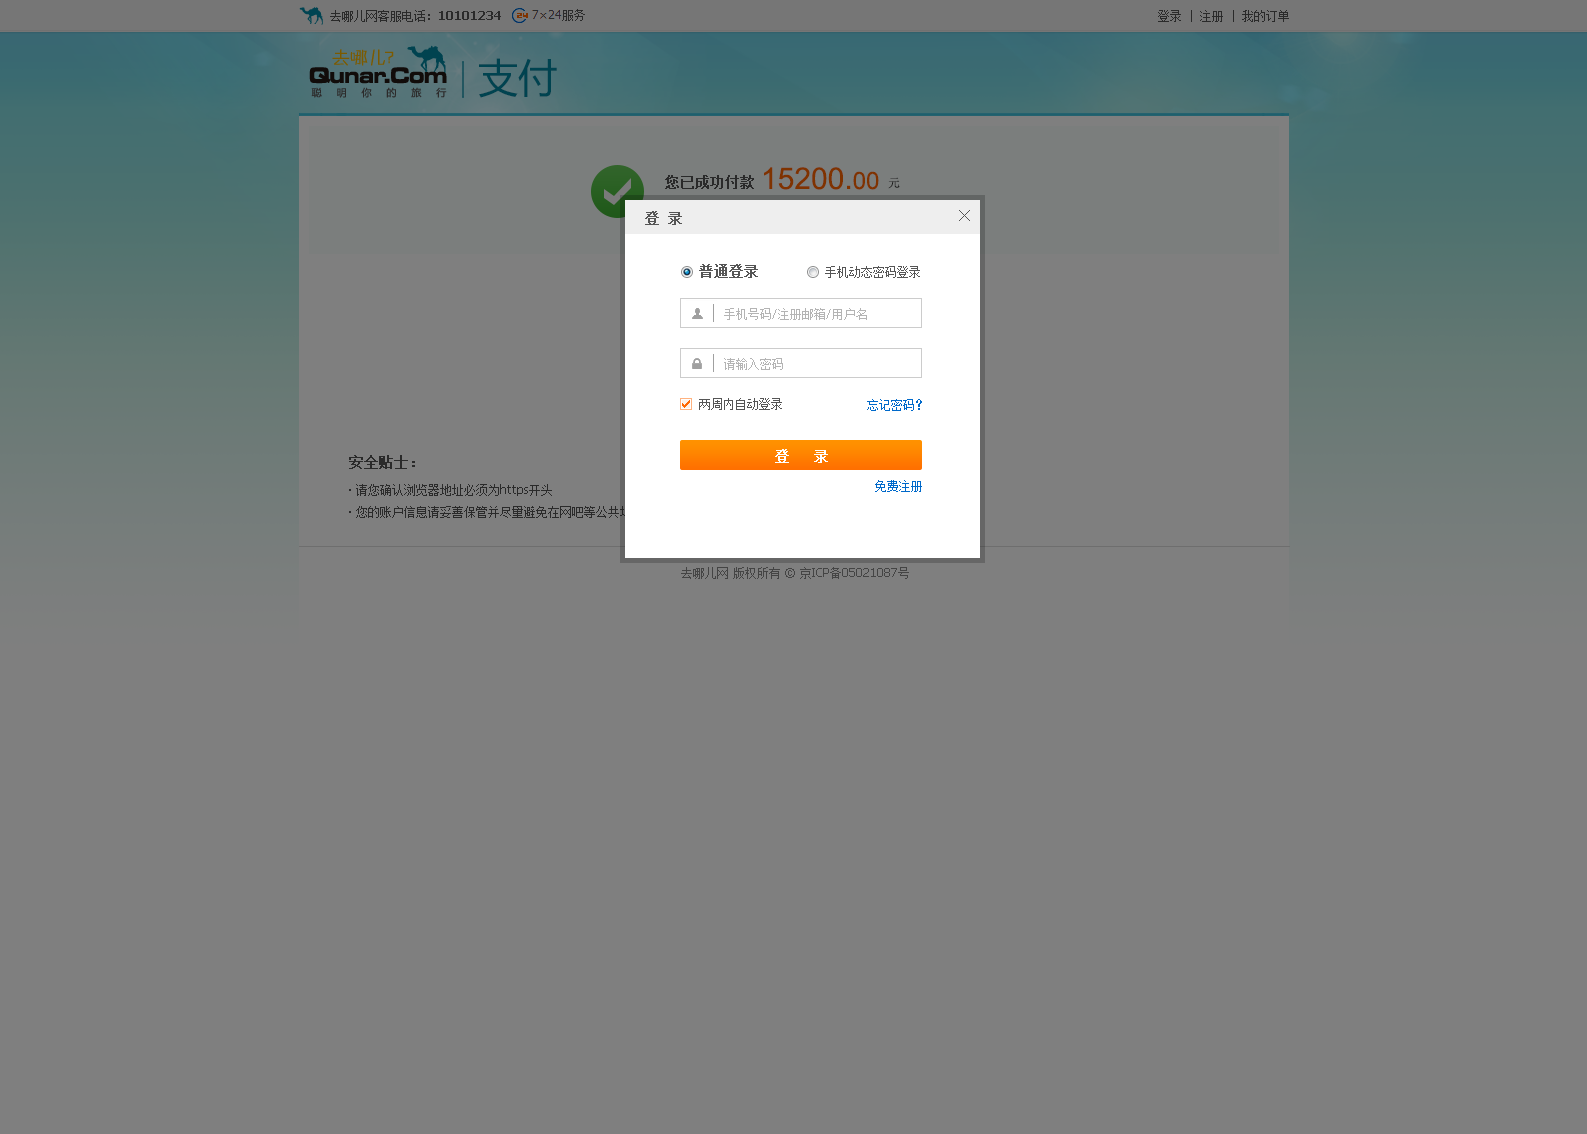 去哪儿网客服电话：10101234 24 7×24服务
登录 | 注册 | 我的订单
去哪儿?
Qunar.Com | 支付
聪明你的旅行
您已成功付款 15200.00 元
登 录
普通登录 手机动态密码登录
手机号码/注册邮箱/用户名
请输入密码
两周内自动登录 忘记密码?
登 录
免费注册
安全贴士：
· 请您确认浏览器地址必须为https开头
· 您的账户信息请妥善保管并尽量避免在网吧等公共
去哪儿网 版权所有 © 京ICP备05021087号